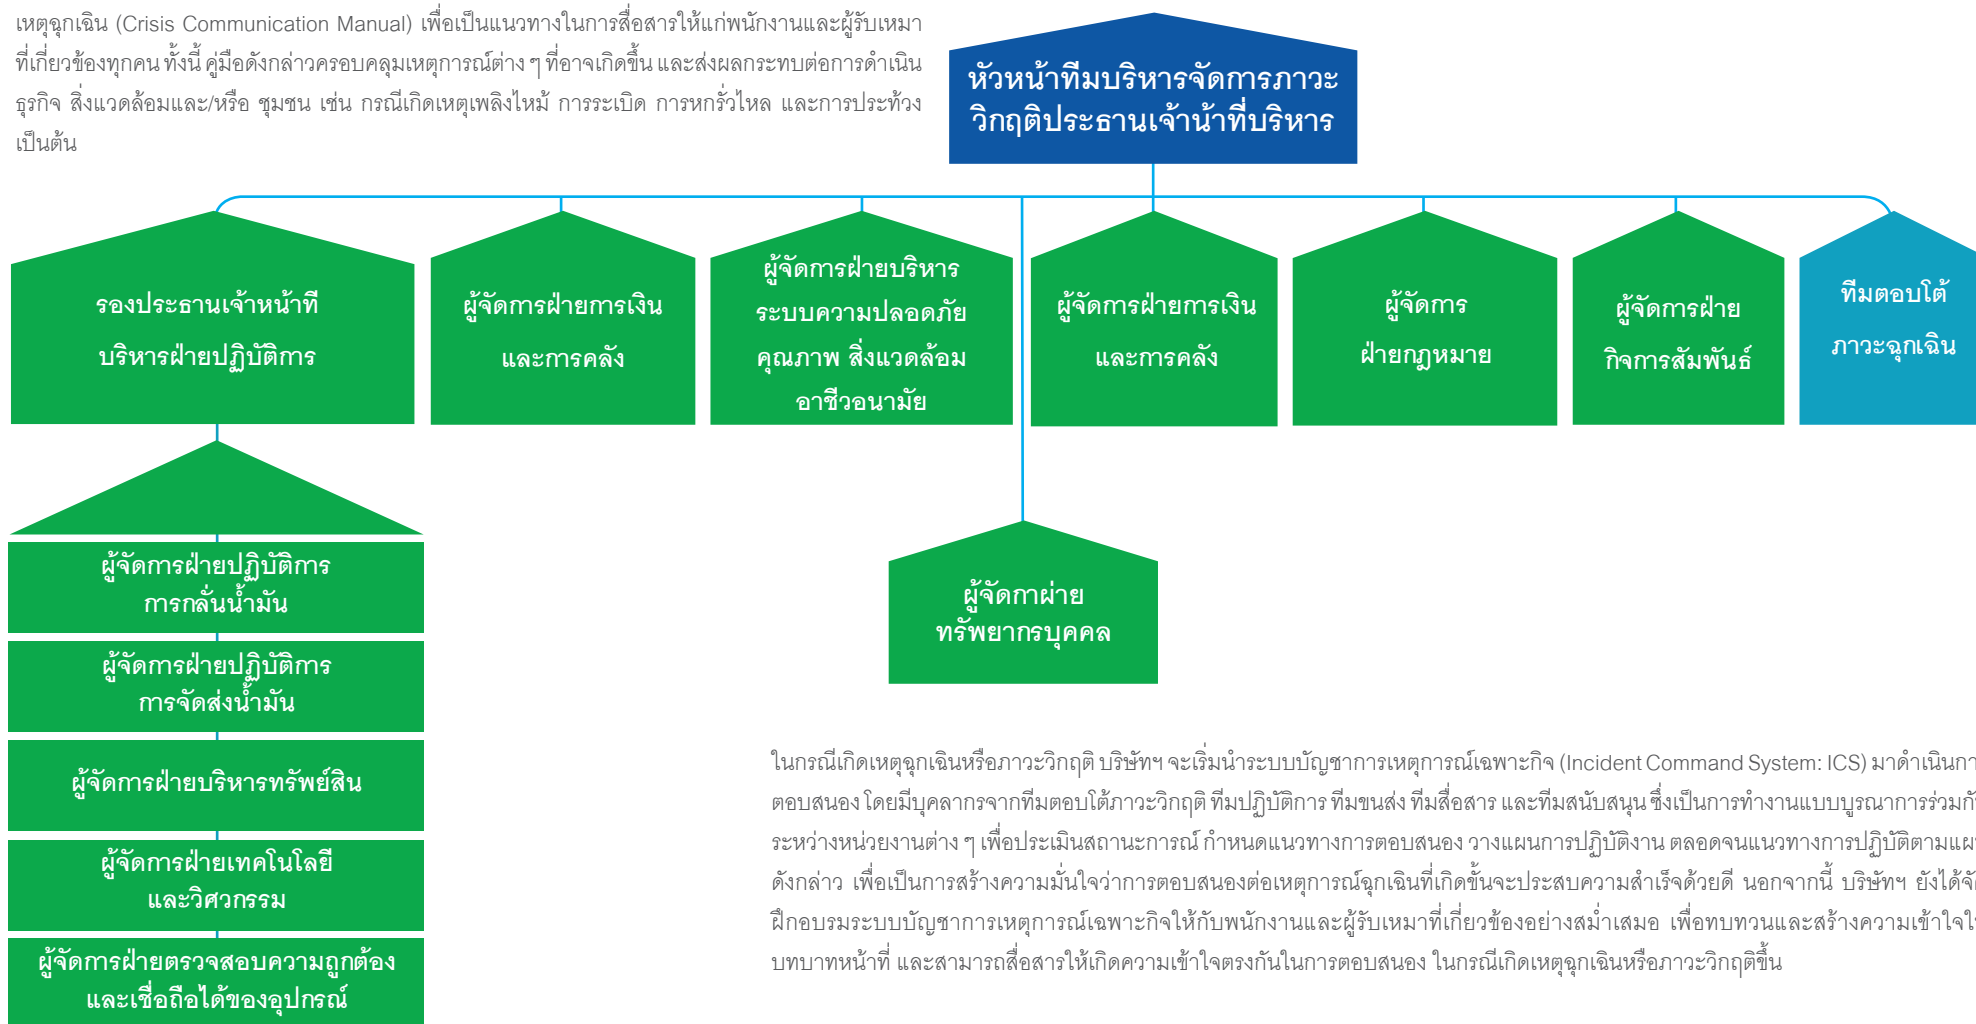 เหตุฉุกเฉิน (Crisis Communication Manual) เพื่อเป็นแนวทางในการสื่อสารให้แก่พนักงานและผู้รับเหมา
ที่เกี่ยวข้องทุกคน ทั้งนี้ คู่มือดังกล่าวครอบคลุมเหตุการณ์ต่าง ๆ ที่อาจเกิดขึ้น และส่งผลกระทบต่อการดำเนิน
ธุรกิจ สิ่งแวดล้อมและ/หรือ ชุมชน เช่น กรณีเกิดเหตุเพลิงไหม้ การระเบิด การหกรั่วไหล และการประท้วง
เป็นต้น
หัวหน้าทีมบริหารจัดการภาวะ
วิกฤติประธานเจ้าน้าที่บริหาร
รองประธานเจ้าหน้าที
บริหารฝ่ายปฏิบัติการ
ผู้จัดการฝ่ายการเงิน
และการคลัง
ผู้จัดการฝ่ายบริหาร
ระบบความปลอดภัย
คุณภาพ สิ่งแวดล้อม
อาชีวอนามัย
ผู้จัดการฝ่ายการเงิน
และการคลัง
ผู้จัดการ
ฝ่ายกฎหมาย
ผู้จัดการฝ่าย
กิจการสัมพันธ์
ทีมตอบโต้
ภาวะฉุกเฉิน
ผู้จัดการฝ่ายปฏิบัติการ
การกลั่นน้ำมัน
ผู้จัดการฝ่ายปฏิบัติการ
การจัดส่งน้ำมัน
ผู้จัดการฝ่ายบริหารทรัพย์สิน
ผู้จัดการฝ่ายเทคโนโลยี
และวิศวกรรม
ผู้จัดการฝ่ายตรวจสอบความถูกต้อง
และเชื่อถือได้ของอุปกรณ์
ผู้จัดกาฝ่าย
ทรัพยากรบุคคล
ในกรณีเกิดเหตุฉุกเฉินหรือภาวะวิกฤติ บริษัทฯ จะเริ่มนำระบบบัญชาการเหตุการณ์เฉพาะกิจ (Incident Command System: ICS) มาดำเนินกา
ตอบสนอง โดยมีบุคลากรจากทีมตอบโต้ภาวะวิกฤติ ทีมปฏิบัติการ ทีมขนส่ง ทีมสื่อสาร และทีมสนับสนุน ซึ่งเป็นการทำงานแบบบูรณาการร่วมกั
ระหว่างหน่วยงานต่าง ๆ เพื่อประเมินสถานะการณ์ กำหนดแนวทางการตอบสนอง วางแผนการปฏิบัติงาน ตลอดจนแนวทางการปฏิบัติตามแผน
ดังกล่าว เพื่อเป็นการสร้างความมั่นใจว่าการตอบสนองต่อเหตุการณ์ฉุกเฉินที่เกิดขั้นจะประสบความสำเร็จด้วยดี นอกจากนี้ บริษัทฯ ยังได้จั
ฝึกอบรมระบบบัญชาการเหตุการณ์เฉพาะกิจให้กับพนักงานและผู้รับเหมาที่เกี่ยวข้องอย่างสม่ำเสมอ เพื่อทบทวนและสร้างความเข้าใจใ
บทบาทหน้าที่ และสามารถสื่อสารให้เกิดความเข้าใจตรงกันในการตอบสนอง ในกรณีเกิดเหตุฉุกเฉินหรือภาวะวิกฤติขึ้น